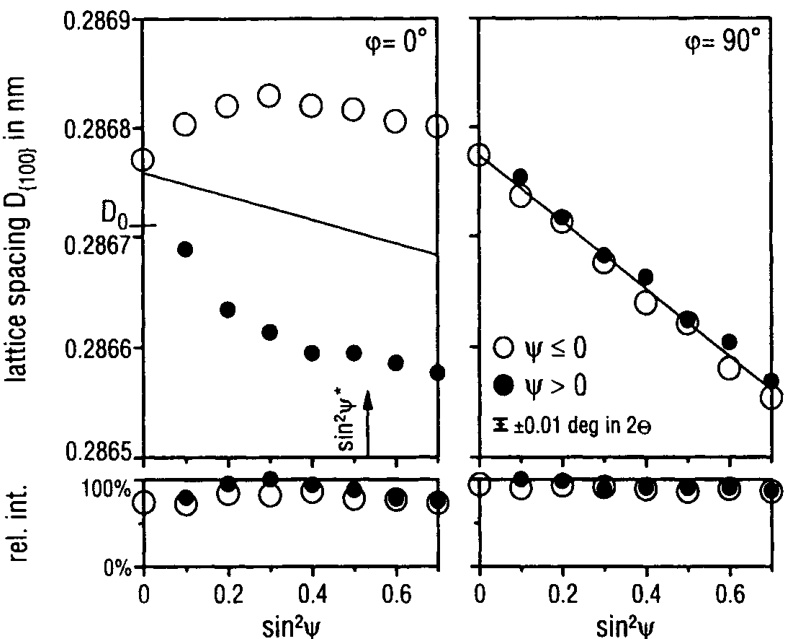 lattice spacing D{100} in nm
0.2869
0.2868
D0
0.2867
0.2866
0.2865
φ= 0°
sin²ψ*
φ= 90°
ψ ≤ 0
ψ > 0
±0.01 deg in 2Θ
rel. int.
100%
0%
0 0.2 0.4 0.6
sin²ψ
0 0.2 0.4 0.6
sin²ψ